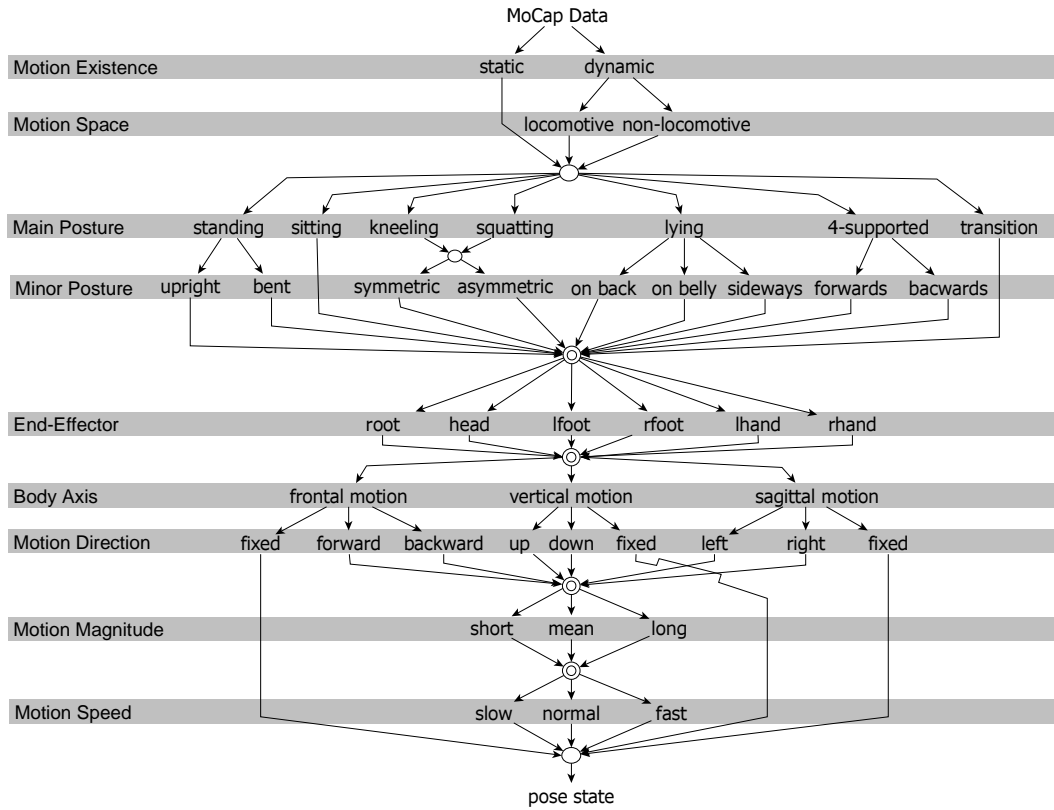 MoCap Data
Motion Existence static dynamic
Motion Space locomotive non-locomotive
Main Posture standing sitting kneeling squatting lying 4-supported transition
Minor Posture upright bent symmetric asymmetric on back on belly sideways forwards bacwards
End-Effector root head lfoot rfoot lhand rhand
Body Axis frontal motion vertical motion sagittal motion
Motion Direction fixed forward backward up down fixed left right fixed
Motion Magnitude short mean long
Motion Speed slow normal fast
pose state